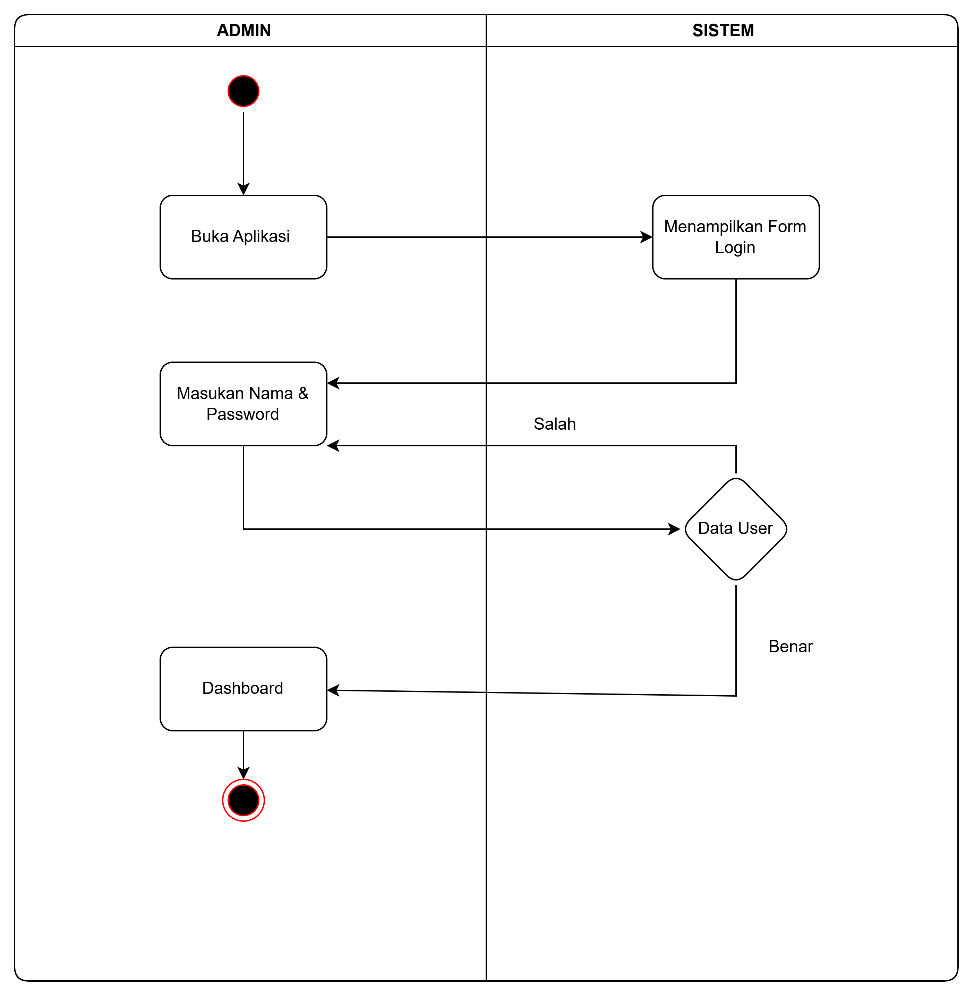 ADMIN
SISTEM
Buka Aplikasi
Menampilkan Form
Login
Masukan Nama &
Password
Salah
Data User
Benar
Dashboard